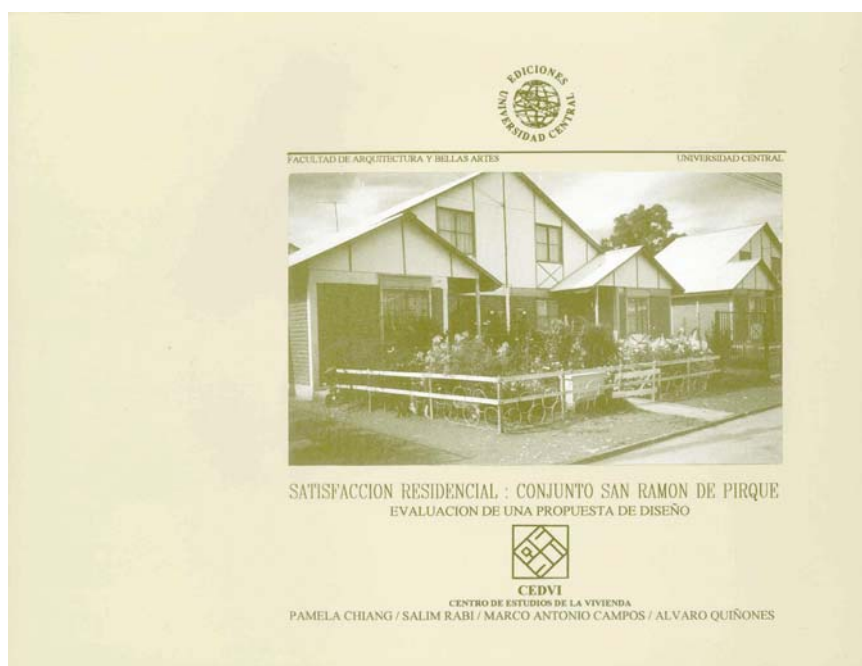 EDICIONES
UNIVERSIDAD CENTRAL
FACULTAD DE ARQUITECTURA Y BELLAS ARTES UNIVERSIDAD CENTRAL
SATISFACCION RESIDENCIAL : CONJUNTO SAN RAMON DE PIRQUE
EVALUACION DE UNA PROPUESTA DE DISEÑO
CEDVI
CENTRO DE ESTUDIOS DE LA VIVIENDA
PAMELA CHIANG / SALIM RABI / MARCO ANTONIO CAMPOS / ALVARO QUIÑONES